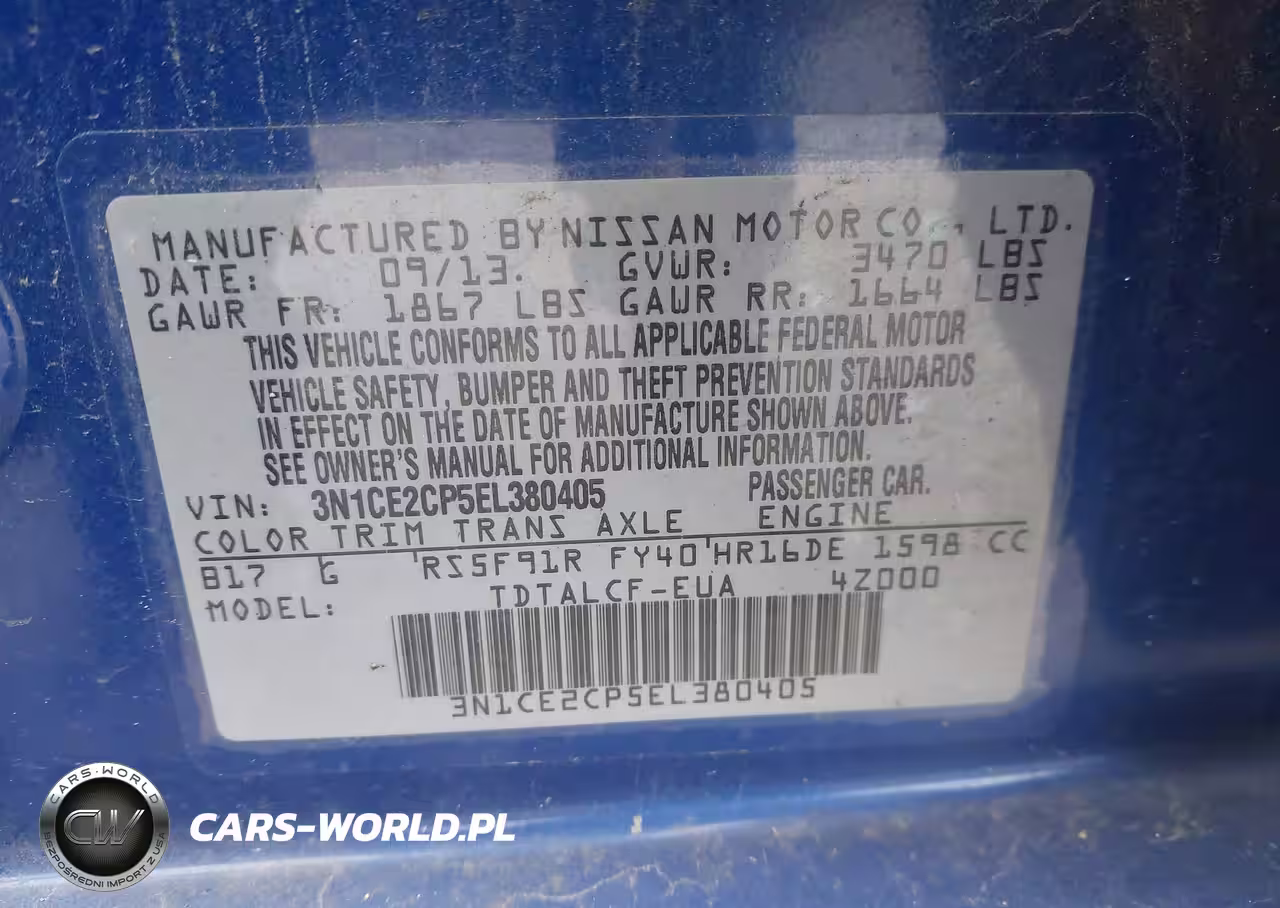 MANUFACTURED BY NISSAN MOTOR CO., LTD.
DATE: 09/13. GVWR: 3470 LBS
GAWR FR: 1867 LBS GAWR RR: 1664 LBS
THIS VEHICLE CONFORMS TO ALL APPLICABLE FEDERAL MOTOR
VEHICLE SAFETY, BUMPER AND THEFT PREVENTION STANDARDS
IN EFFECT ON THE DATE OF MANUFACTURE SHOWN ABOVE.
SEE OWNER'S MANUAL FOR ADDITIONAL INFORMATION.
VIN: 3N1CE2CP5EL380405 PASSENGER CAR.
COLOR TRIM TRANS AXLE ENGINE
B17 G RS5F91R FY40 HR16DE 1598 CC
MODEL: TDTALCF-EUA 4Z000
3N1CE2CP5EL380405
CARS-WORLD
CW
BEZPOŚREDNI IMPORT Z USA
CARS-WORLD.PL